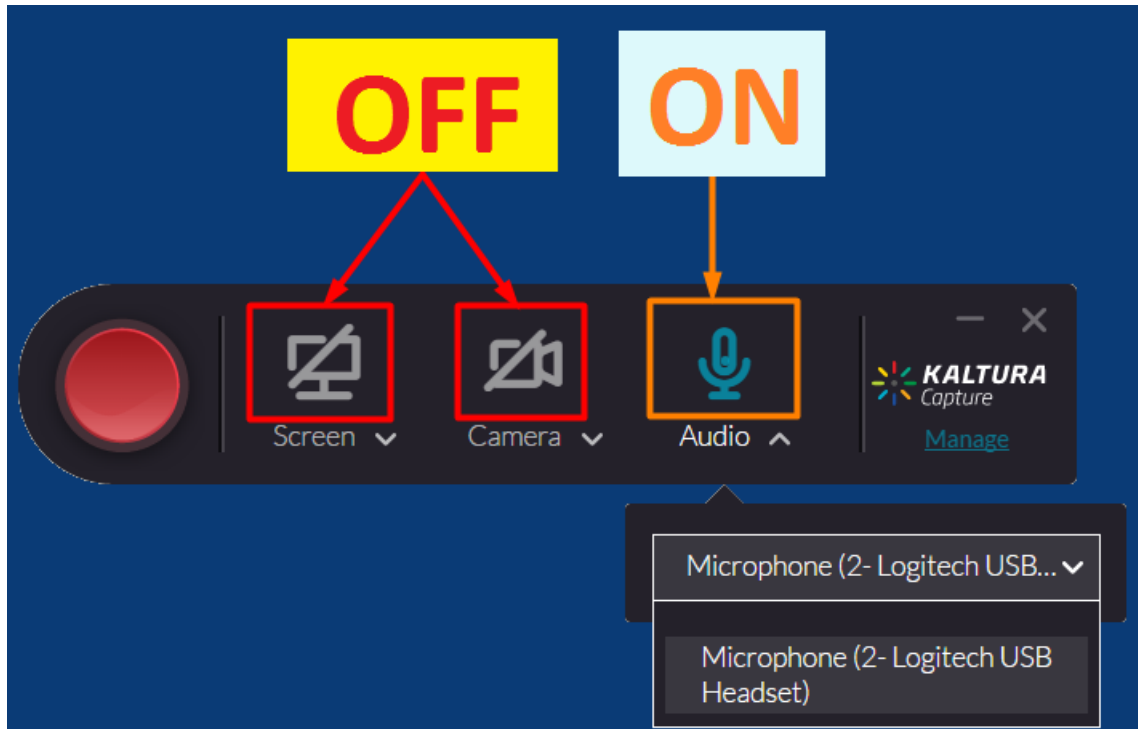 OFF
ON
Screen
Camera
Audio
KALTURA
Capture
Manage
Microphone (2- Logitech USB...
Microphone (2- Logitech USB
Headset)